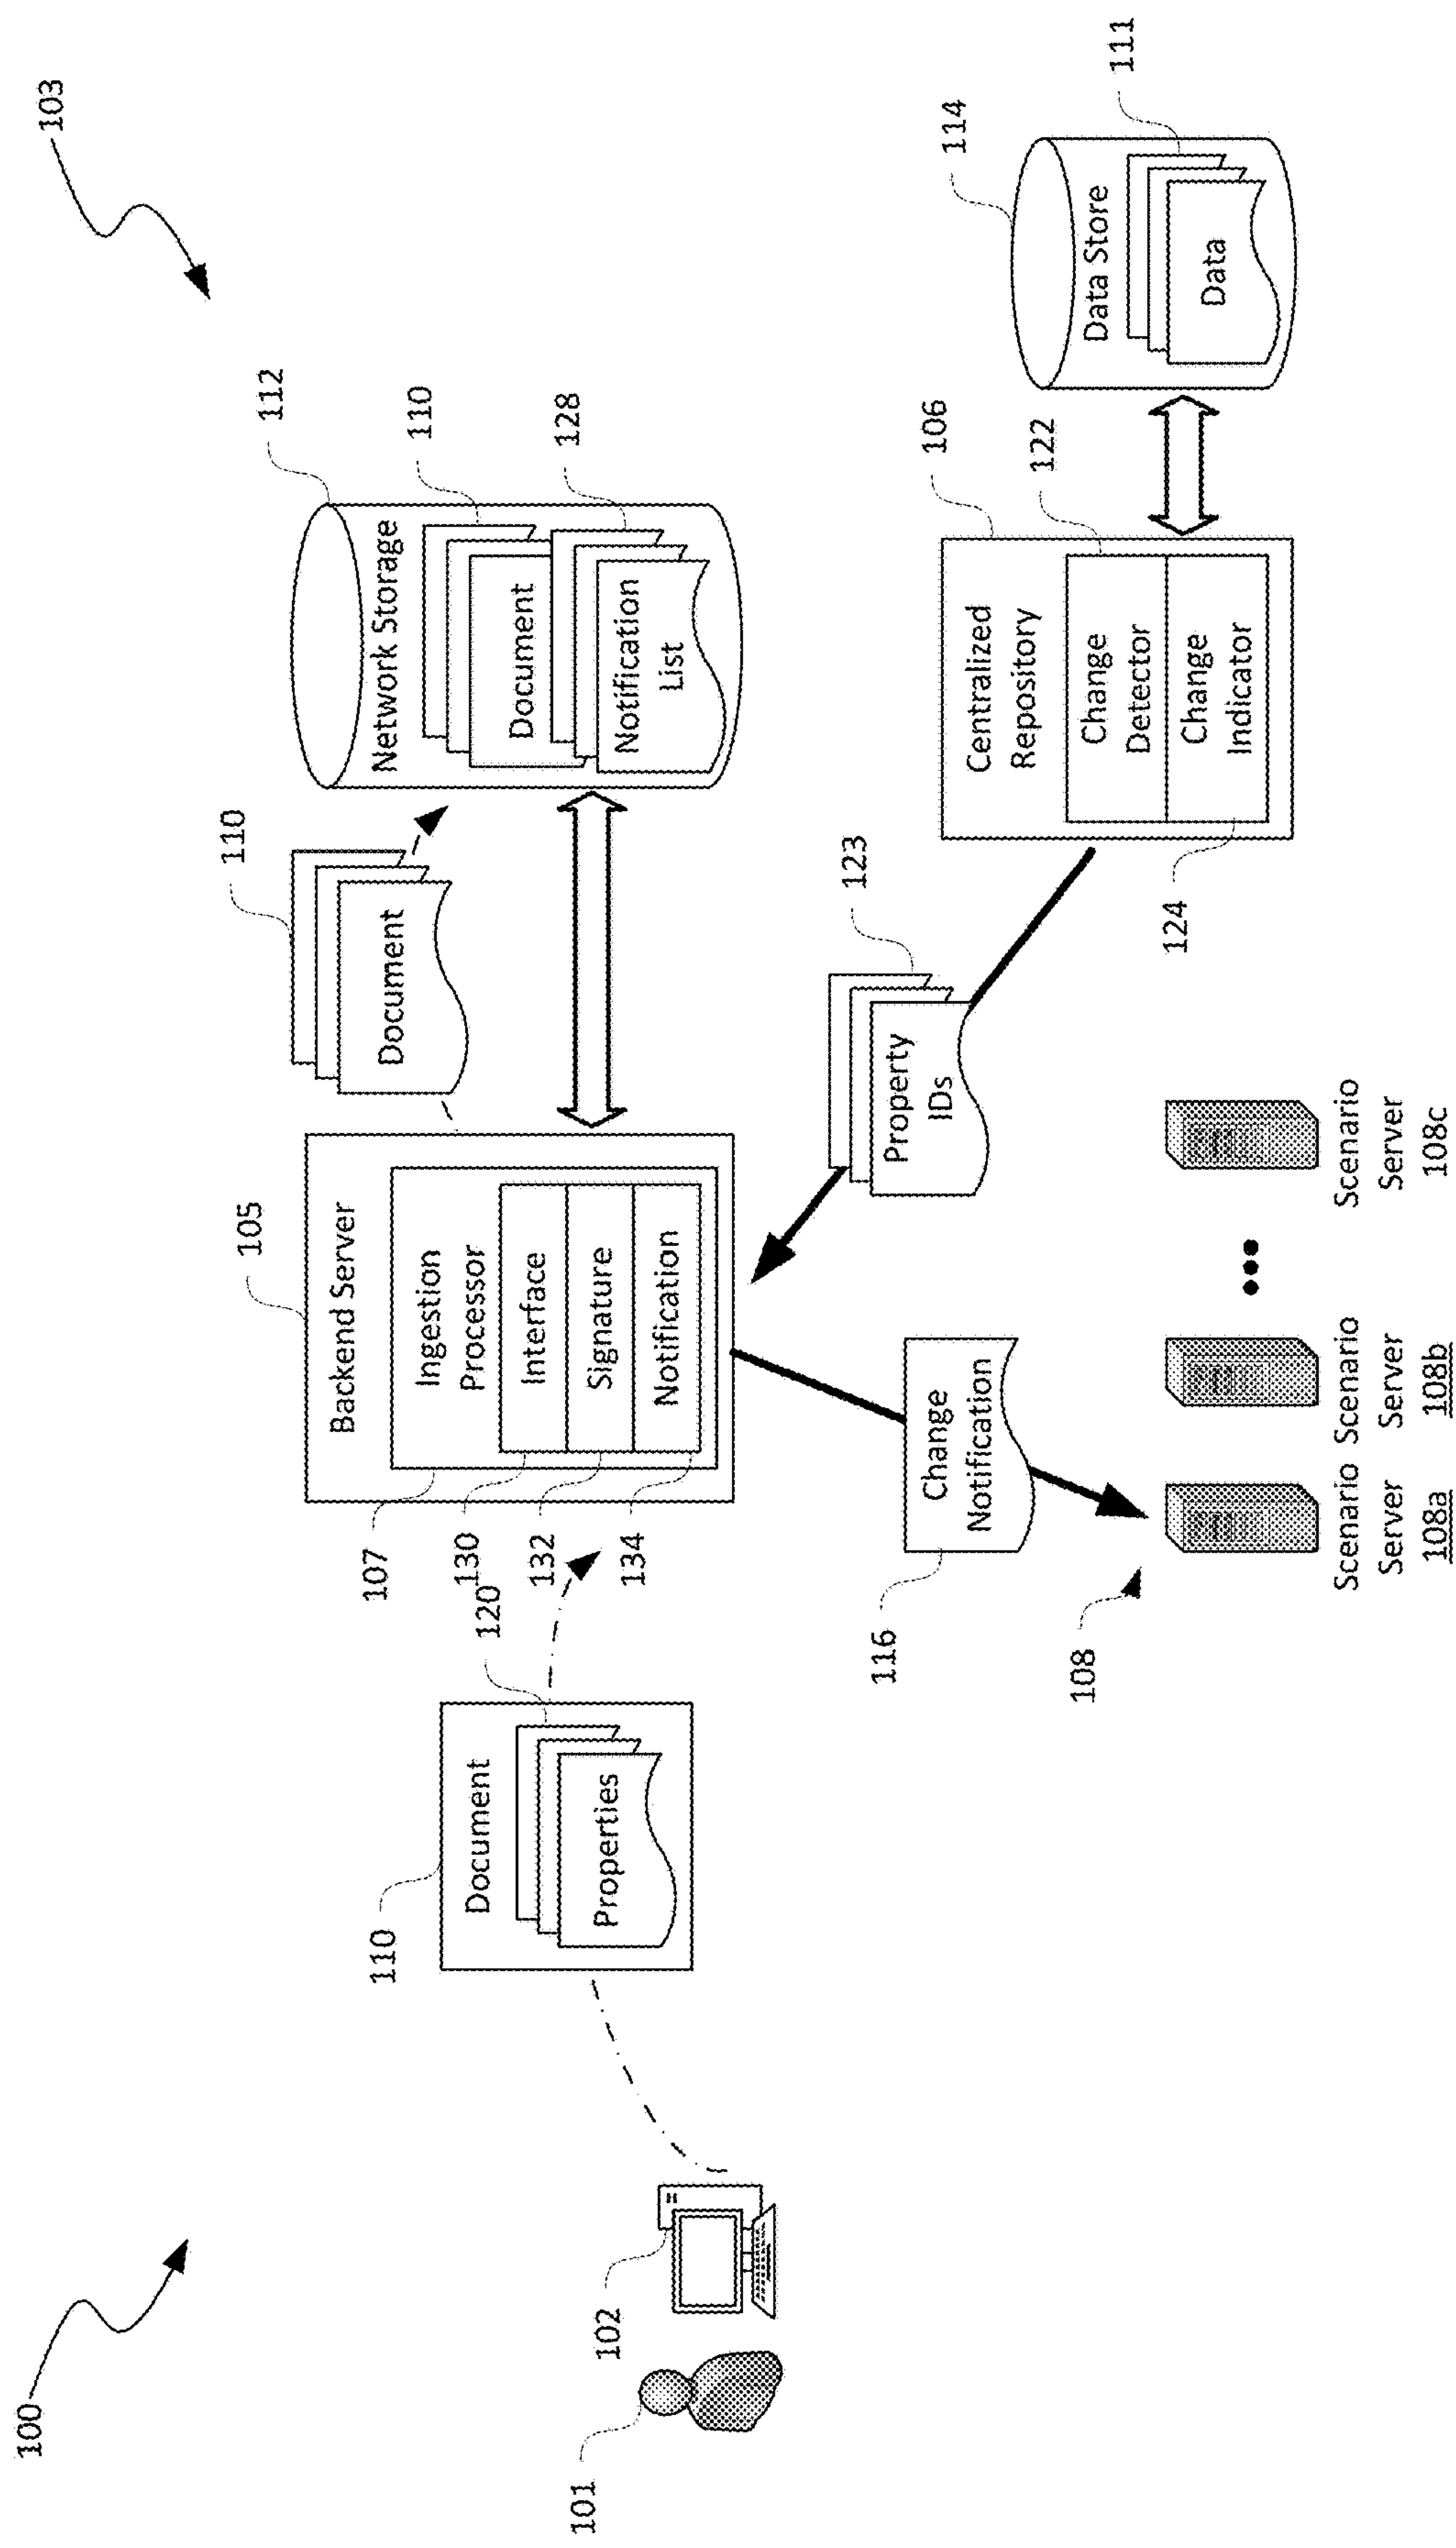 100
103
112
110
105
Network Storage
110
Document
Backend Server
Document
128
Notification
List
107
Ingestion
Processor
Interface
Signature
Notification
130
132
134
110
120
Document
Properties
102
101
123
Property
IDs
106
Centralized
Repository
122
Change
Detector
Change
Indicator
124
114
Data Store
111
Data
116
Change
Notification
108
Scenario
Server
108a
Scenario
Server
108b
Scenario
Server
108c